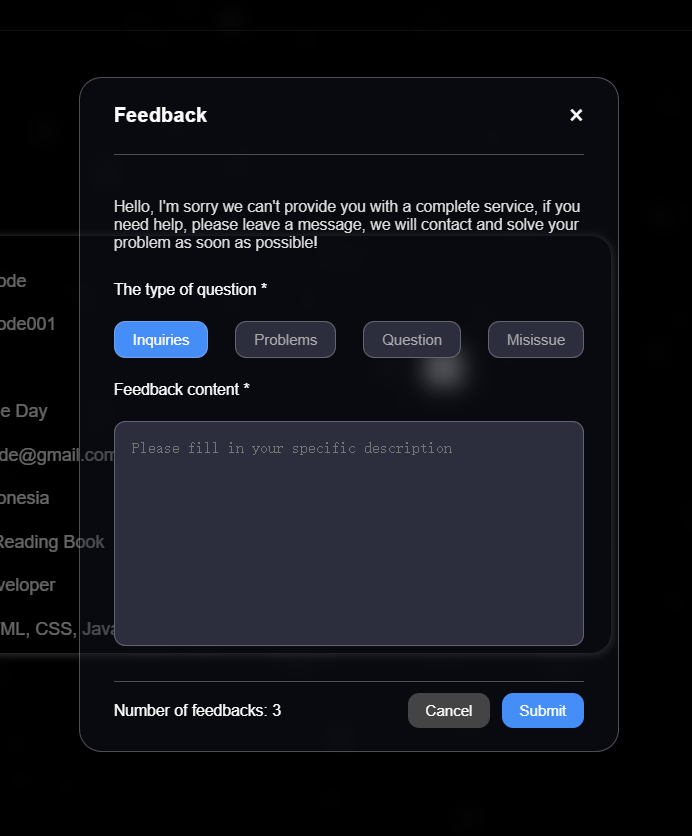 Feedback
×
Hello, I'm sorry we can't provide you with a complete service, if you
need help, please leave a message, we will contact and solve your
problem as soon as possible!
The type of question *
Inquiries Problems Question Misissue
Feedback content *
Please fill in your specific description
Number of feedbacks: 3
Cancel Submit
ode
ode001
e Day
de@gmail.com
onesia
Reading Book
veloper
ML, CSS, Java